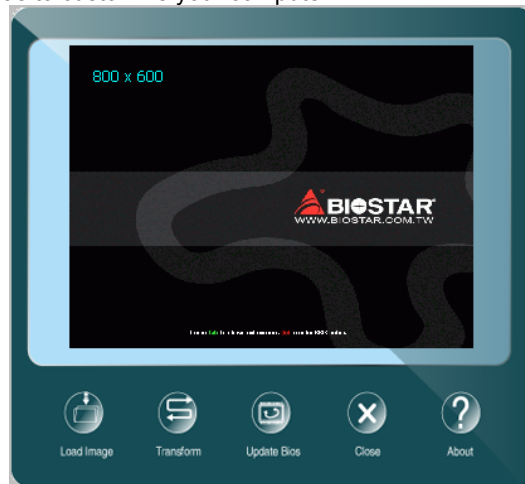 800 x 600
BIOSTAR
WWW.BIOSTAR.COM.TW
Load Image
Transform
Update Bios
Close
About